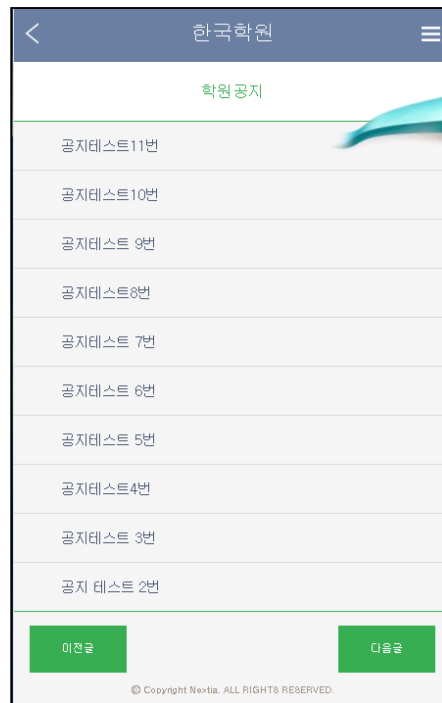 한국학원
학원공지
공지테스트11번
공지테스트10번
공지테스트 9번
공지테스트8번
공지테스트 7번
공지테스트 6번
공지테스트 5번
공지테스트4번
공지테스트 3번
공지 테스트 2번
이전글 다음글
© Copyright Nextia. ALL RIGHTS RESERVED.